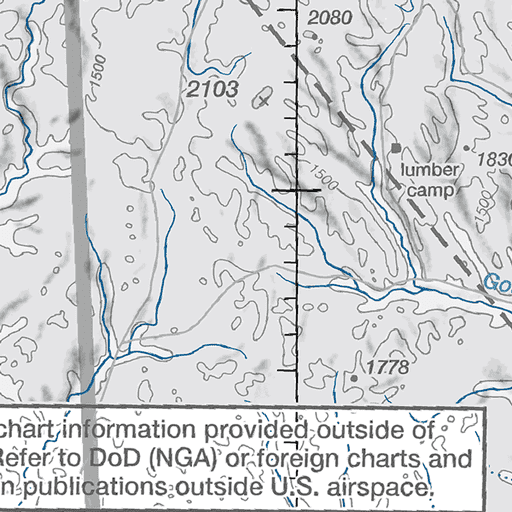 2080
1500
2103
lumber
camp
1830
1500
1500
Go
1778
chart information provided outside of
Refer to DoD (NGA) or foreign charts and
n publications outside U.S. airspace.